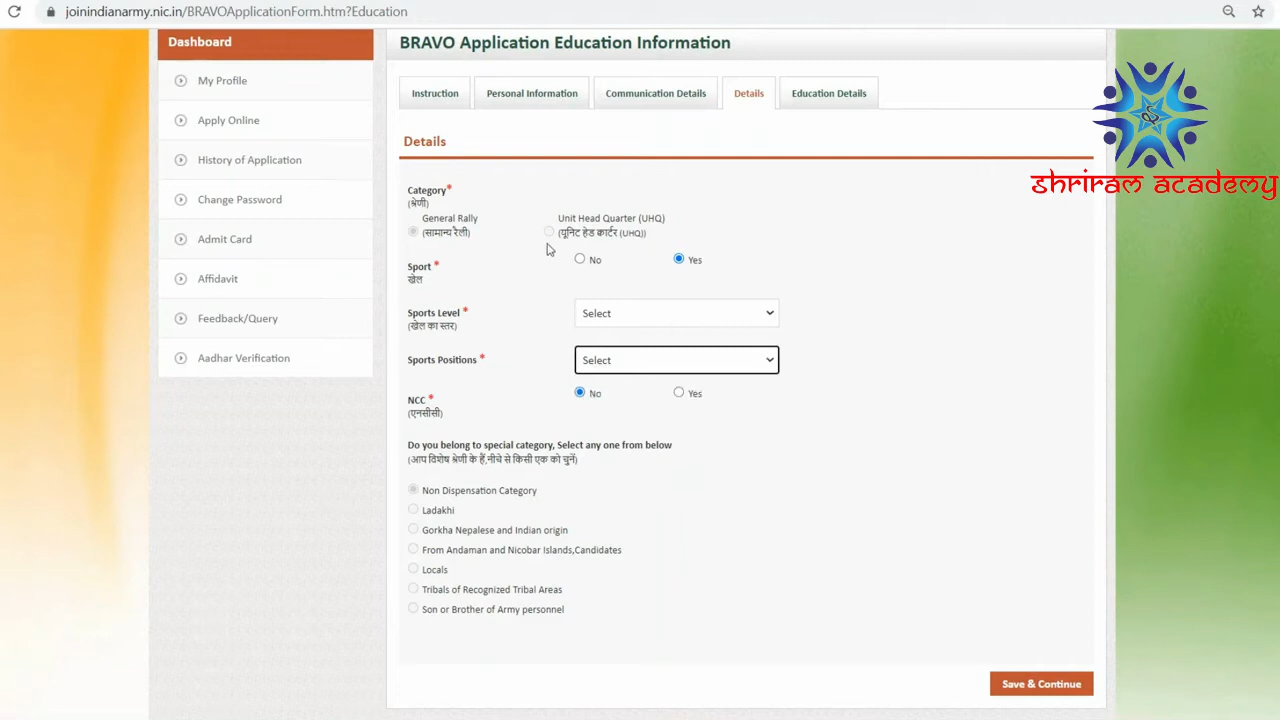 joinindianarmy.nic.in/BRAVOApplicationForm.htm?Education
Dashboard
My Profile
Apply Online
History of Application
Change Password
Admit Card
Affidavit
Feedback/Query
Aadhar Verification
BRAVO Application Education Information
Instruction
Personal Information
Communication Details
Details
Education Details
Details
Category*
(श्रेणी)
General Rally
(सामान्य रैली)
Unit Head Quarter (UHQ)
(यूनिट हेड क्वार्टर (UHQ))
Sport *
खेल
No
Yes
Sports Level *
(खेल का स्तर)
Select
Sports Positions *
Select
NCC *
(एनसीसी)
No
Yes
Do you belong to special category, Select any one from below
(आप विशेष श्रेणी के हैं,नीचे से किसी एक को चुनें)
Non Dispensation Category
Ladakhi
Gorkha Nepalese and Indian origin
From Andaman and Nicobar Islands,Candidates
Locals
Tribals of Recognized Tribal Areas
Son or Brother of Army personnel
Save & Continue
S
Shriram academy